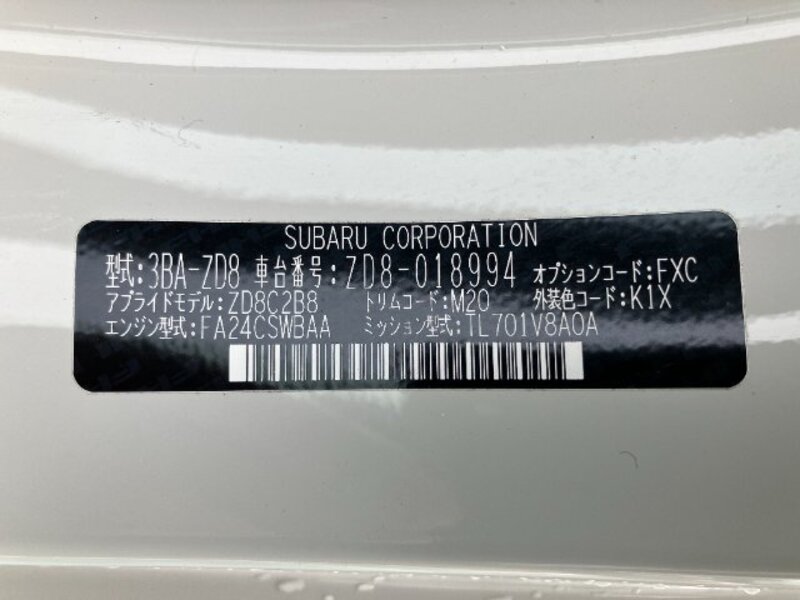 SUBARU CORPORATION
型式:3BA-ZD8 車台番号:ZD8-018994 オプションコード:FXC
アプライドモデル:ZD8C2B8 トリムコード:M20 外装色コード:K1X
エンジン型式:FA24CSWBAA ミッション型式:TL701V8AOA